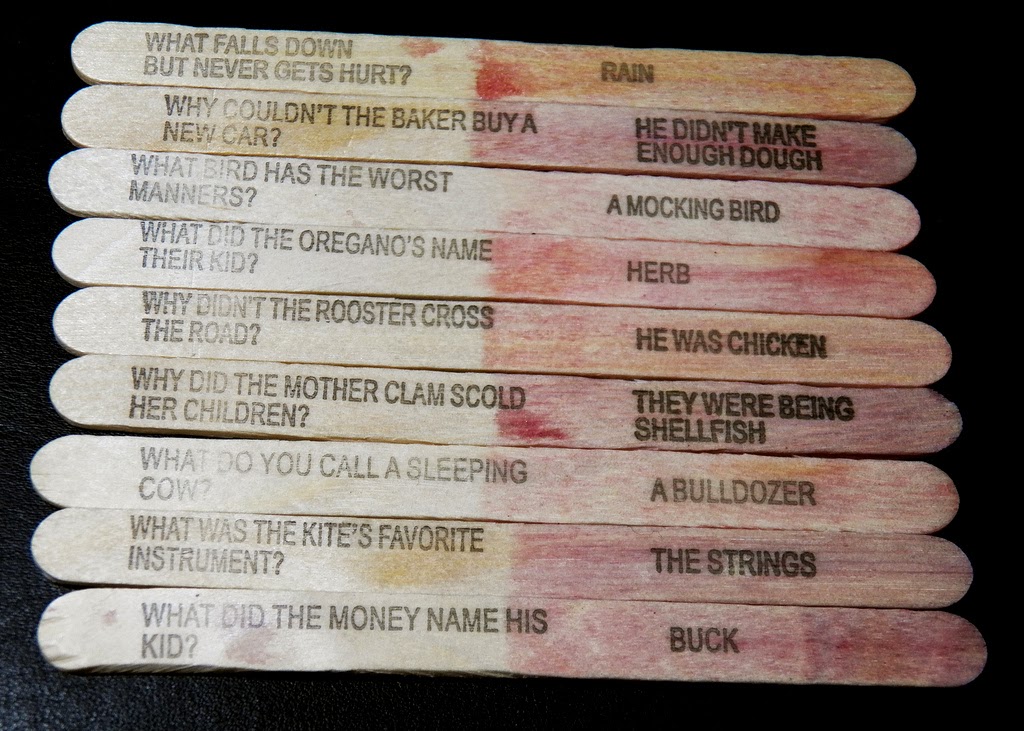 WHAT FALLS DOWN
BUT NEVER GETS HURT?
RAIN
WHY COULDN'T THE BAKER BUY A
NEW CAR?
HE DIDN'T MAKE
ENOUGH DOUGH
WHAT BIRD HAS THE WORST
MANNERS?
A MOCKING BIRD
WHAT DID THE OREGANO'S NAME
THEIR KID?
HERB
WHY DIDN'T THE ROOSTER CROSS
THE ROAD?
HE WAS CHICKEN
WHY DID THE MOTHER CLAM SCOLD
HER CHILDREN?
THEY WERE BEING
SHELLFISH
WHAT DO YOU CALL A SLEEPING
COW?
A BULLDOZER
WHAT WAS THE KITE'S FAVORITE
INSTRUMENT?
THE STRINGS
WHAT DID THE MONEY NAME HIS
KID?
BUCK